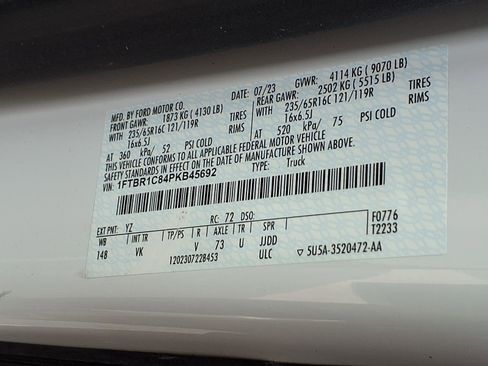 MFD. BY FORD MOTOR CO. DATE: 07/23 GVWR: 4114 KG ( 9070 LB)
FRONT GAWR: 1873 KG ( 4130 LB) REAR GAWR: 2502 KG ( 5515 LB)
WITH 235/65R16C 121/119R TIRES WITH 235/65R16C 121/119R TIRES
16x6.5J RIMS 16x6.5J RIMS
AT 360 kPa/ 52 PSI COLD AT 520 kPa/ 75 PSI COLD
THIS VEHICLE CONFORMS TO ALL APPLICABLE FEDERAL MOTOR VEHICLE
SAFETY STANDARDS IN EFFECT ON THE DATE OF MANUFACTURE SHOWN ABOVE.
1FTBR1C84PKB45692 TYPE: Truck
EXT PNT: YZ RC: 72 DSO: F0776
WB INT TR TP/PS R AXLE TR SPR T2233
148 VK V 73 U JJDD
1202307228453 ULC ▽ 5U5A-3520472-AA